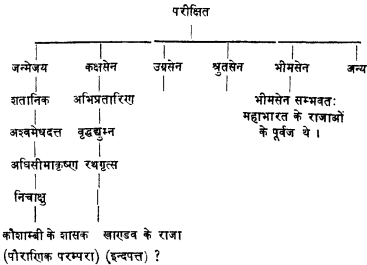 परीक्षित
जन्मेजय कक्षसेन उग्रसेन श्रुतसेन भीमसेन अन्य
शतानिक अभिप्रतारिण भीमसेन सम्भवतः
महाभारत के राजाओं
अश्वमेधदत्त वृद्धद्युम्न के पूर्वज थे ।
अधिसीमाकृष्ण रथगृत्स
निचाक्षु
कौशाम्बी के शासक खाण्डव के राजा
(पौराणिक परम्परा) (इन्दपत्त) ?